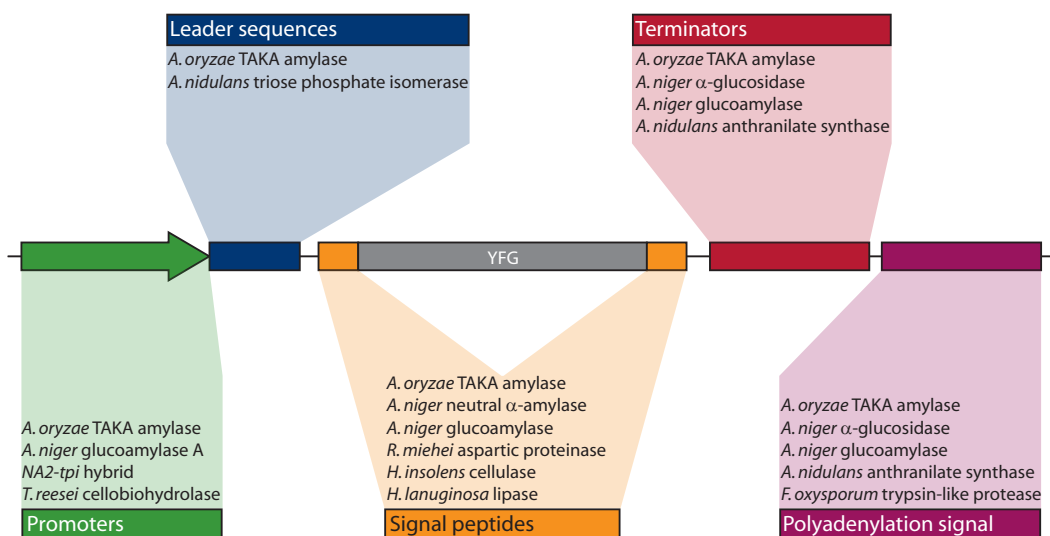 Leader sequences
A. oryzae TAKA amylase
A. nidulans triose phosphate isomerase
Terminators
A. oryzae TAKA amylase
A. niger α-glucosidase
A. niger glucoamylase
A. nidulans anthranilate synthase
YFG
A. oryzae TAKA amylase
A. niger glucoamylase A
NA2-tpi hybrid
T. reesei cellobiohydrolase
Promoters
A. oryzae TAKA amylase
A. niger neutral α-amylase
A. niger glucoamylase
R. miehei aspartic proteinase
H. insolens cellulase
H. lanuginosa lipase
Signal peptides
A. oryzae TAKA amylase
A. niger α-glucosidase
A. niger glucoamylase
A. nidulans anthranilate synthase
F. oxysporum trypsin-like protease
Polyadenylation signal